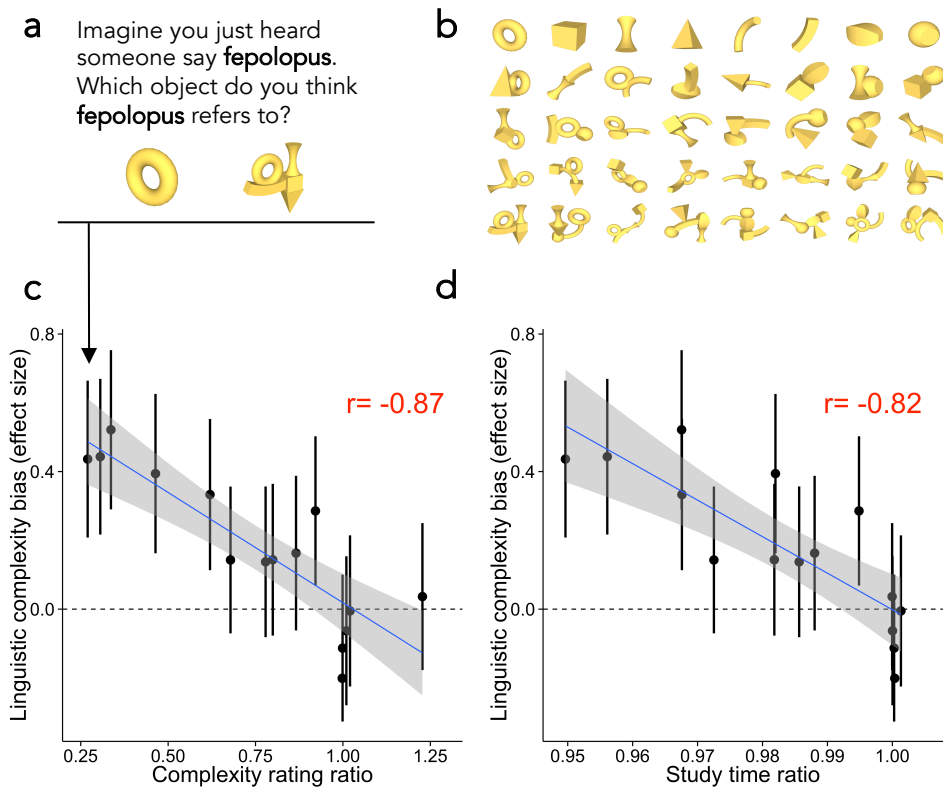 a
Imagine you just heard
someone say fepolopus.
Which object do you think
fepolopus refers to?
b
c
Linguistic complexity bias (effect size)
0.8
0.4
0.0
r= -0.87
0.25 0.50 0.75 1.00 1.25
Complexity rating ratio
d
Linguistic complexity bias (effect size)
0.8
0.4
0.0
r= -0.82
0.95 0.96 0.97 0.98 0.99 1.00
Study time ratio